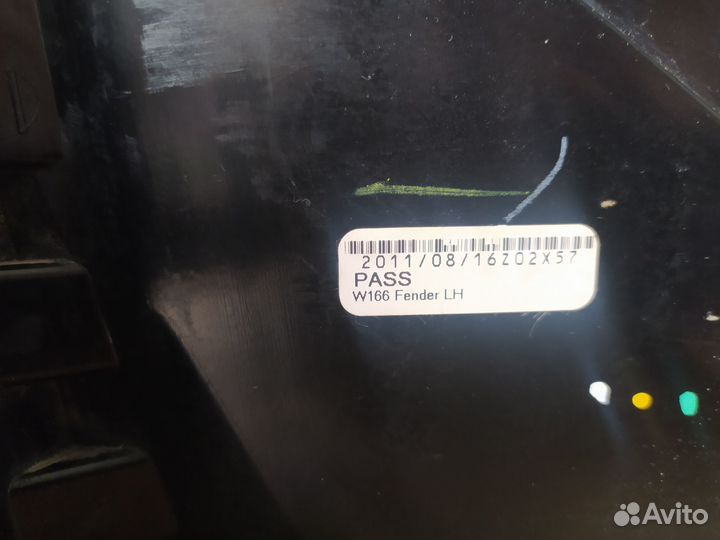 2011/08/16Z02X57
PASS
W166 Fender LH
Avito